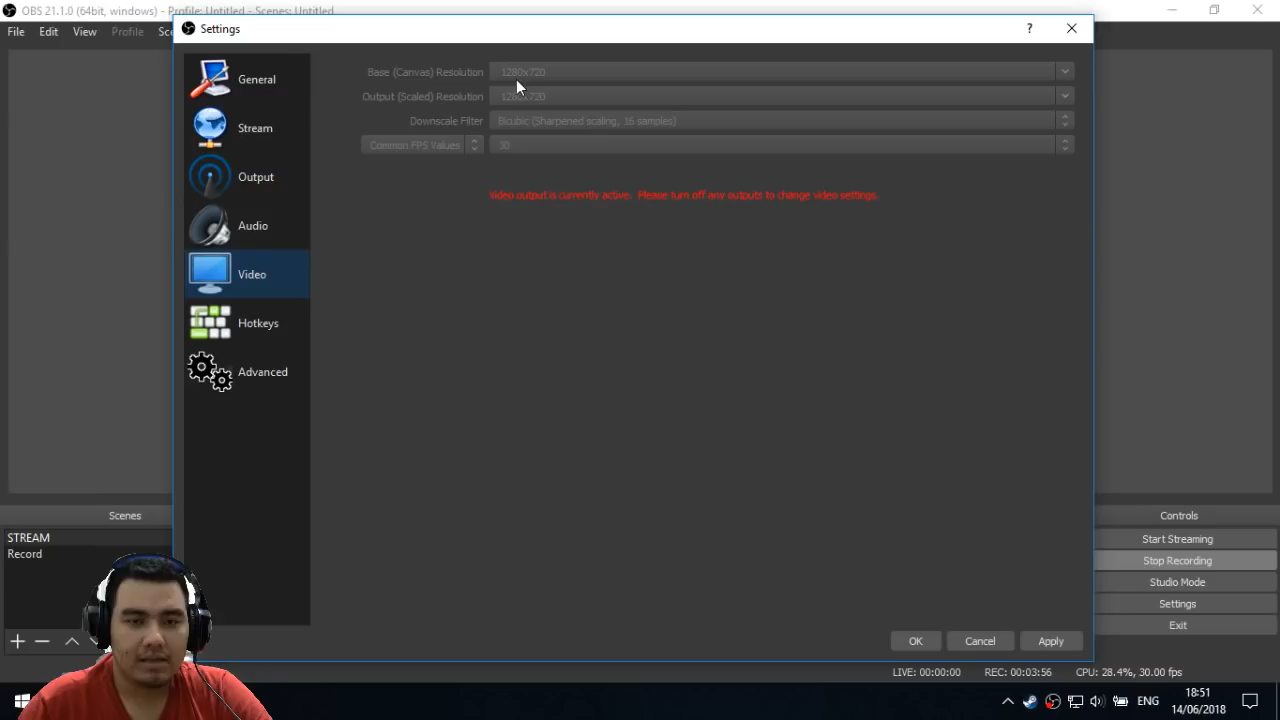 OBS 21.1.0 (64bit, windows) - Profile: Untitled - Scenes: Untitled
File Edit View Profile Sce
Settings
?
General
Stream
Output
Audio
Video
Hotkeys
Advanced
Base (Canvas) Resolution 1280x720
Output (Scaled) Resolution 1280x720
Downscale Filter Bicubic (Sharpened scaling, 16 samples)
Common FPS Values 30
Video output is currently active. Please turn off any outputs to change video settings.
OK Cancel Apply
Scenes
STREAM
Record
Controls
Start Streaming
Stop Recording
Studio Mode
Settings
Exit
LIVE: 00:00:00 REC: 00:03:56 CPU: 28.4%, 30.00 fps
ENG
18:51
14/06/2018